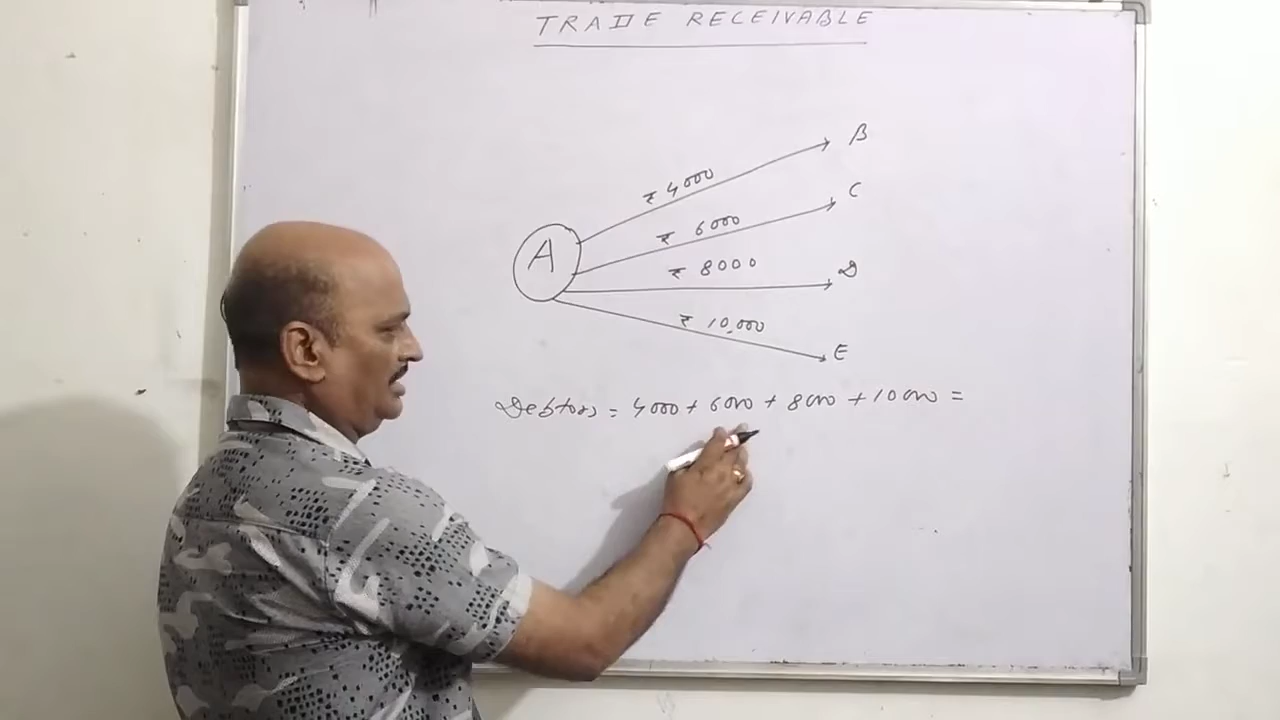 TRADE RECEIVABLE
B
₹ 4000
C
₹ 6000
A
₹ 8000
D
₹ 10,000
E
Debtors = 4000 + 6000 + 8000 + 10000 =